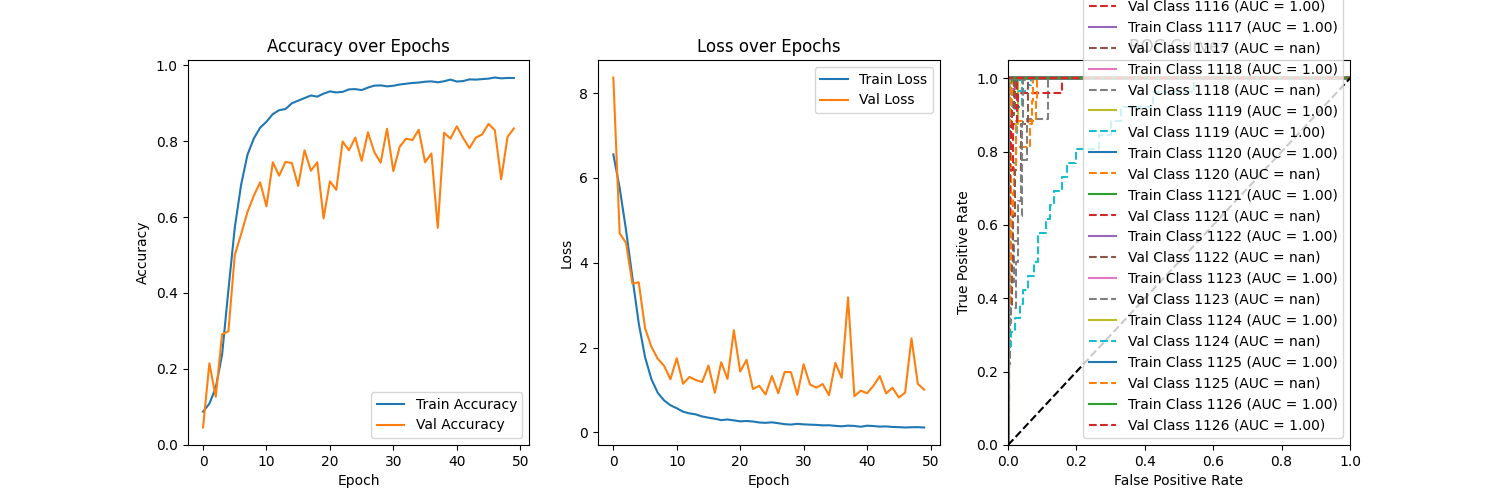 Accuracy over Epochs
1.0
0.8
0.6
0.4
0.2
0.0
Accuracy
0 10 20 30 40 50
Epoch
Train Accuracy
Val Accuracy
Loss over Epochs
8
6
4
2
0
Loss
0 10 20 30 40 50
Epoch
Train Loss
Val Loss
1.0
0.8
0.6
0.4
0.2
0.0
True Positive Rate
0.0 0.2 0.4 0.6 0.8 1.0
False Positive Rate
Val Class 1116 (AUC = 1.00)
Train Class 1117 (AUC = 1.00)
Val Class 1117 (AUC = nan)
Train Class 1118 (AUC = 1.00)
Val Class 1118 (AUC = nan)
Train Class 1119 (AUC = 1.00)
Val Class 1119 (AUC = 1.00)
Train Class 1120 (AUC = 1.00)
Val Class 1120 (AUC = nan)
Train Class 1121 (AUC = 1.00)
Val Class 1121 (AUC = nan)
Train Class 1122 (AUC = 1.00)
Val Class 1122 (AUC = nan)
Train Class 1123 (AUC = 1.00)
Val Class 1123 (AUC = nan)
Train Class 1124 (AUC = 1.00)
Val Class 1124 (AUC = nan)
Train Class 1125 (AUC = 1.00)
Val Class 1125 (AUC = nan)
Train Class 1126 (AUC = 1.00)
Val Class 1126 (AUC = 1.00)